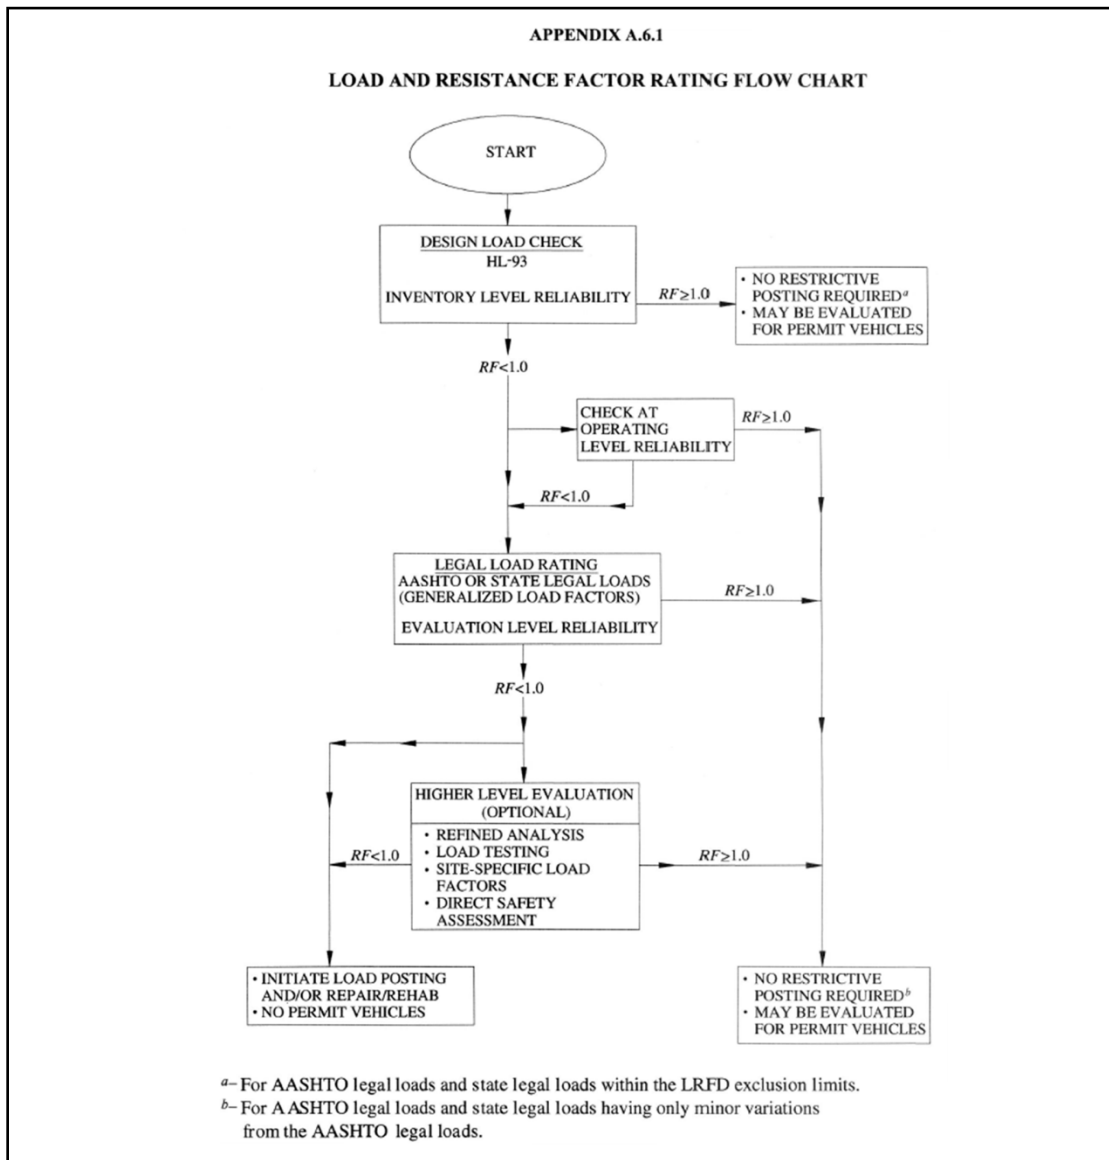 APPENDIX A.6.1
LOAD AND RESISTANCE FACTOR RATING FLOW CHART
START
DESIGN LOAD CHECK
HL-93
INVENTORY LEVEL RELIABILITY
RF≥1.0
• NO RESTRICTIVE
POSTING REQUIREDᵃ
• MAY BE EVALUATED
FOR PERMIT VEHICLES
RF<1.0
CHECK AT
OPERATING
LEVEL RELIABILITY
RF≥1.0
RF<1.0
LEGAL LOAD RATING
AASHTO OR STATE LEGAL LOADS
(GENERALIZED LOAD FACTORS)
EVALUATION LEVEL RELIABILITY
RF≥1.0
RF<1.0
HIGHER LEVEL EVALUATION
(OPTIONAL)
• REFINED ANALYSIS
• LOAD TESTING
• SITE-SPECIFIC LOAD
FACTORS
• DIRECT SAFETY
ASSESSMENT
RF<1.0
RF≥1.0
• INITIATE LOAD POSTING
AND/OR REPAIR/REHAB
• NO PERMIT VEHICLES
• NO RESTRICTIVE
POSTING REQUIREDᵇ
• MAY BE EVALUATED
FOR PERMIT VEHICLES
ᵃ– For AASHTO legal loads and state legal loads within the LRFD exclusion limits.
ᵇ– For AASHTO legal loads and state legal loads having only minor variations
from the AASHTO legal loads.